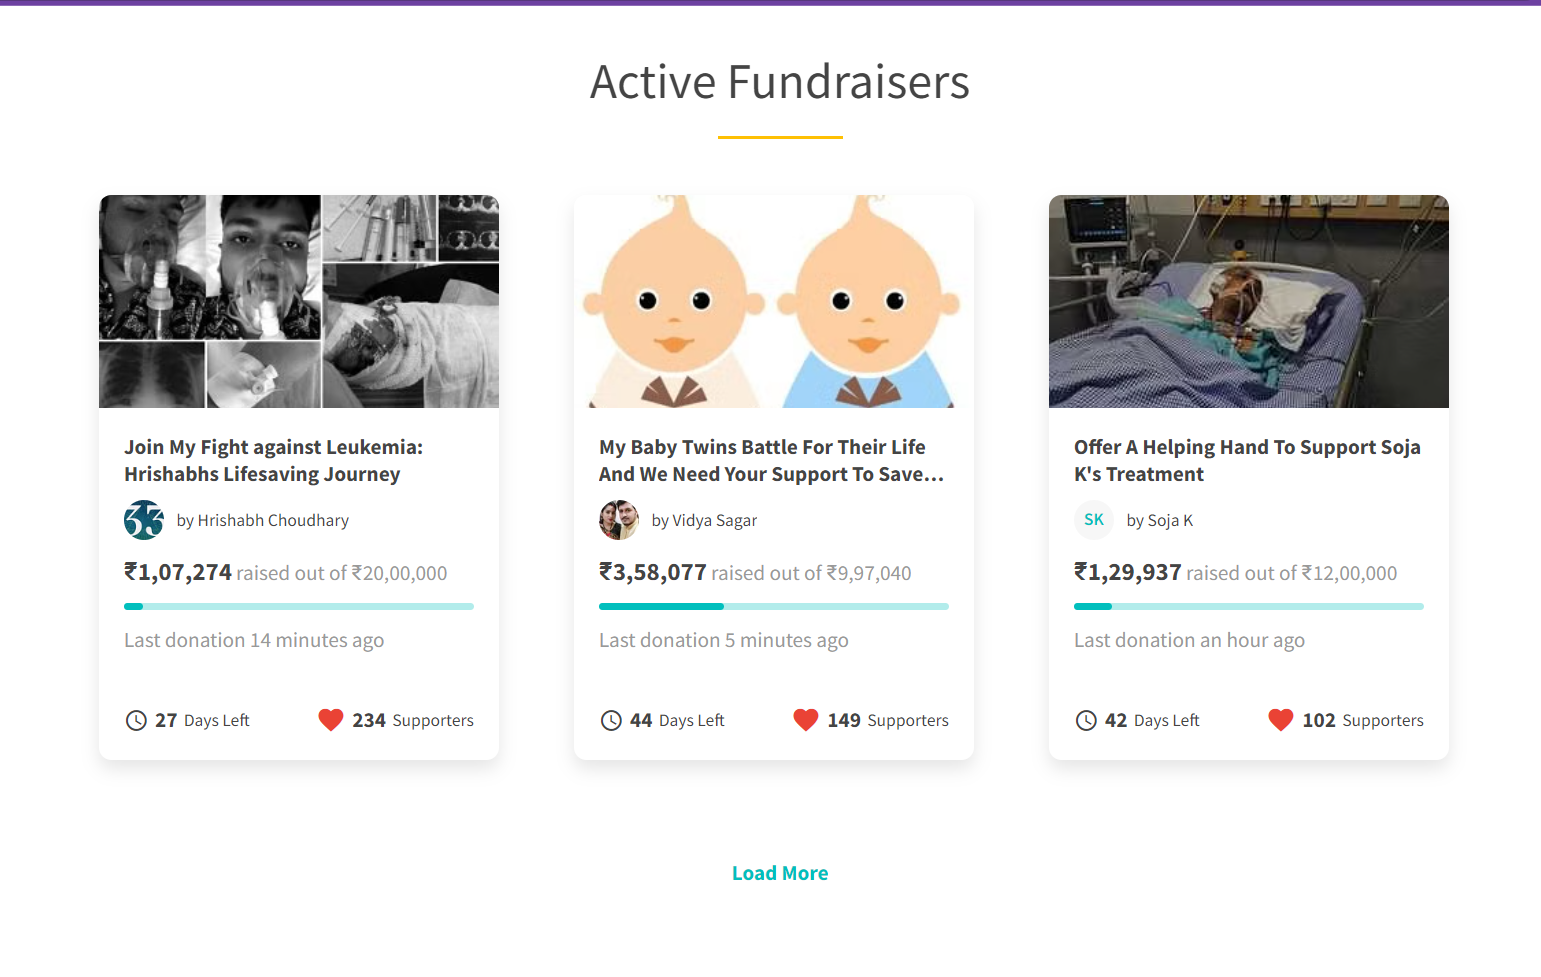 Active Fundraisers
Join My Fight against Leukemia:
Hrishabhs Lifesaving Journey
33
by Hrishabh Choudhary
₹1,07,274 raised out of ₹20,00,000
Last donation 14 minutes ago
27 Days Left
234 Supporters
My Baby Twins Battle For Their Life
And We Need Your Support To Save...
by Vidya Sagar
₹3,58,077 raised out of ₹9,97,040
Last donation 5 minutes ago
44 Days Left
149 Supporters
Offer A Helping Hand To Support Soja
K's Treatment
SK
by Soja K
₹1,29,937 raised out of ₹12,00,000
Last donation an hour ago
42 Days Left
102 Supporters
Load More